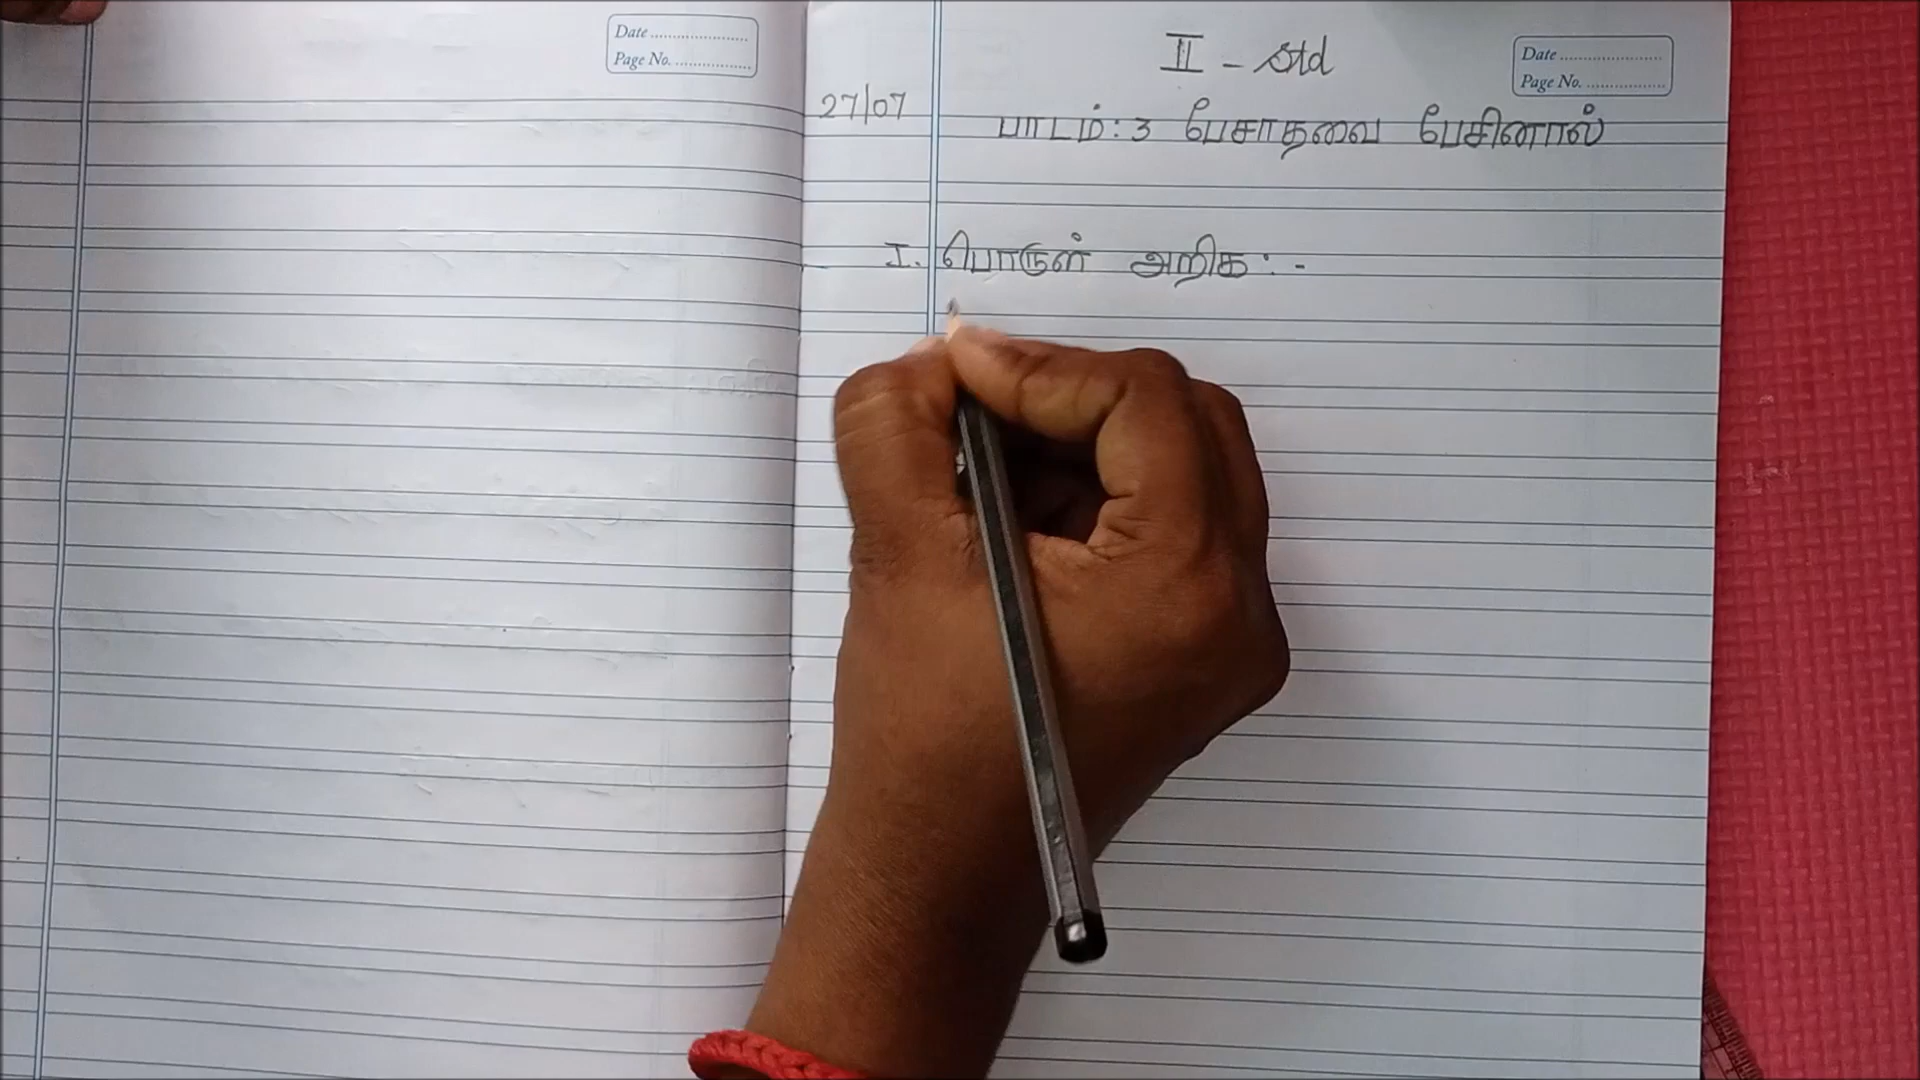 Date ......................
Page No. ..................
II - Std
Date ......................
Page No. ..................
27/07
பாடம்:3 பேசாதவை பேசினால்
I. பொருள் அறிக:-